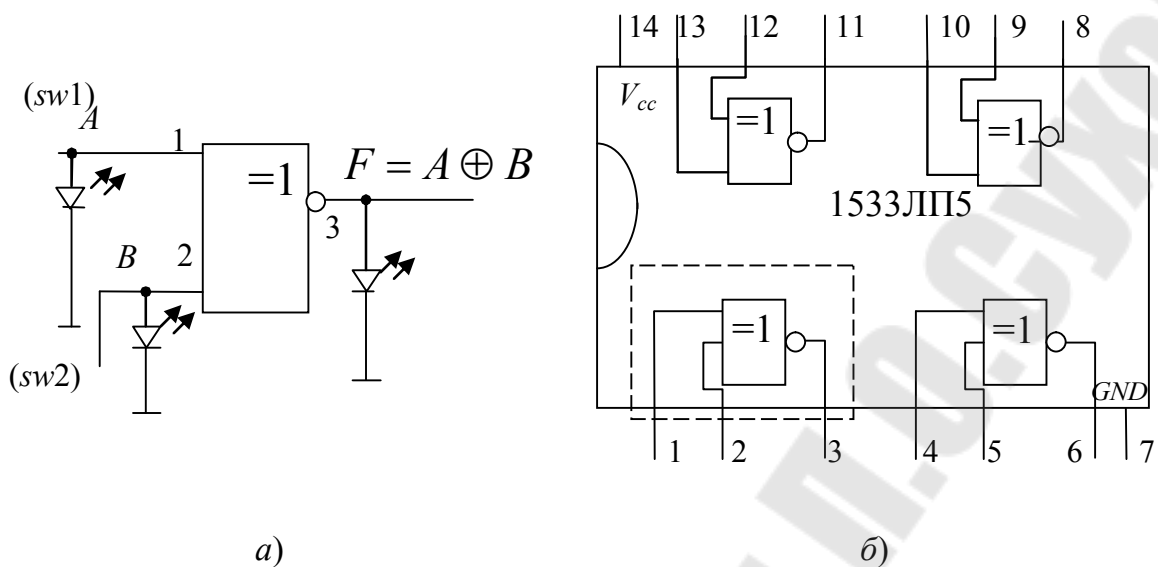 (sw1)
A
1
=1
F = A ⊕ B
3
B
2
(sw2)
а)
14 13 12 11 10 9 8
Vcc
=1
=1
1533ЛП5
=1
=1
GND
1 2 3 4 5 6 7
б)
П.О.Сухо